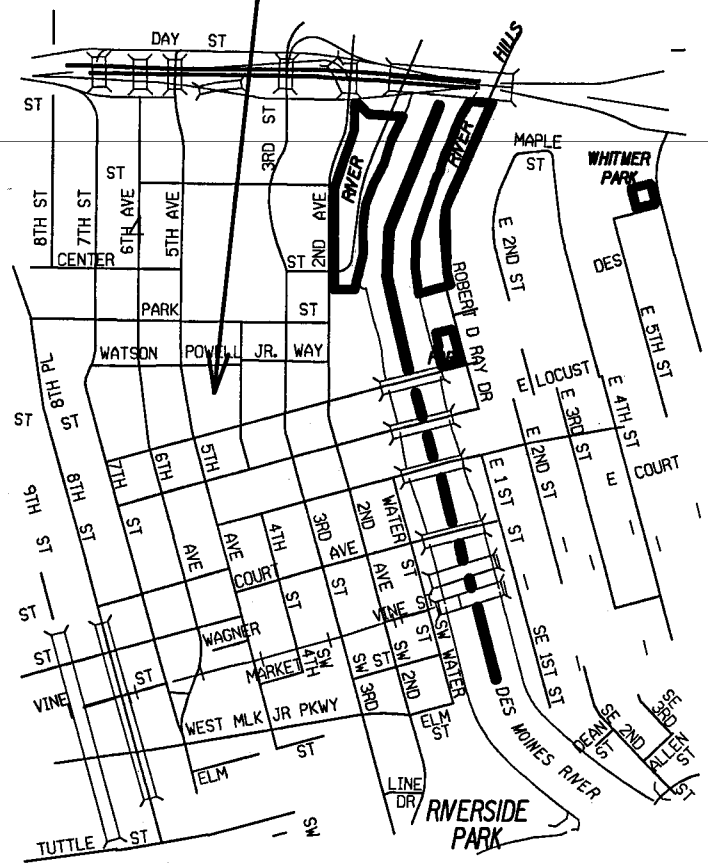 DAY ST
HILLS
ST
3RD ST
RIVER
RIVER
MAPLE ST
WHITMER PARK
ST
8TH ST
7TH ST
6TH AVE
5TH AVE
2ND AVE
E 2ND ST
CENTER
ST
DES
ROBERT D RAY DR
E 5TH ST
PARK
ST
WATSON POWELL JR. WAY
8TH PL
E LOCUST
ST
ST
E 3RD ST
E 4TH ST
7TH
6TH
5TH
E 2ND ST
E COURT
9TH ST
8TH ST
ST
E 1ST ST
2ND
WATER ST
3RD
4TH
AVE
AVE
AVE
COURT
ST
ST
AVE
VINE ST
ST
ST
WAGNER
ST
SW 4TH
SW ST
SW
SW WATER
SE 1ST ST
MARKET
VINE
ST
3RD
2ND
WEST MLK JR PKWY
ELM ST
DES MOINES RIVER
SE 2ND
SE 3RD
DEAN ST
ALLEN ST
ST
ST
ELM
LINE DR
RIVERSIDE PARK
SW
TUTTLE ST